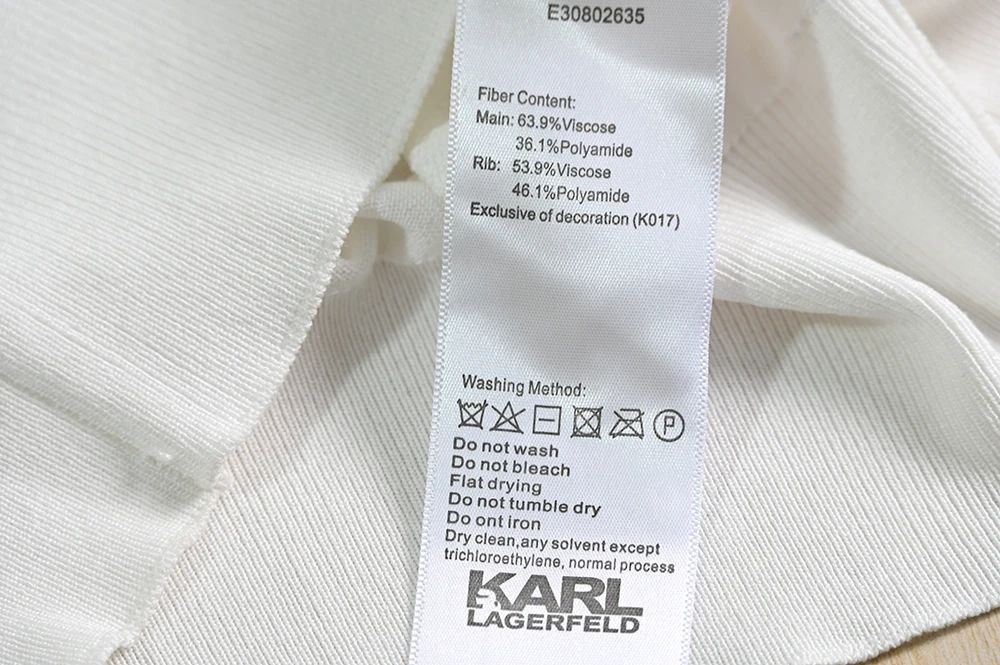 E30802635
Fiber Content:
Main: 63.9%Viscose
36.1%Polyamide
Rib: 53.9%Viscose
46.1%Polyamide
Exclusive of decoration (K017)
Washing Method:
P
Do not wash
Do not bleach
Flat drying
Do not tumble dry
Do ont iron
Dry clean,any solvent except
trichloroethylene, normal process
KARL
LAGERFELD